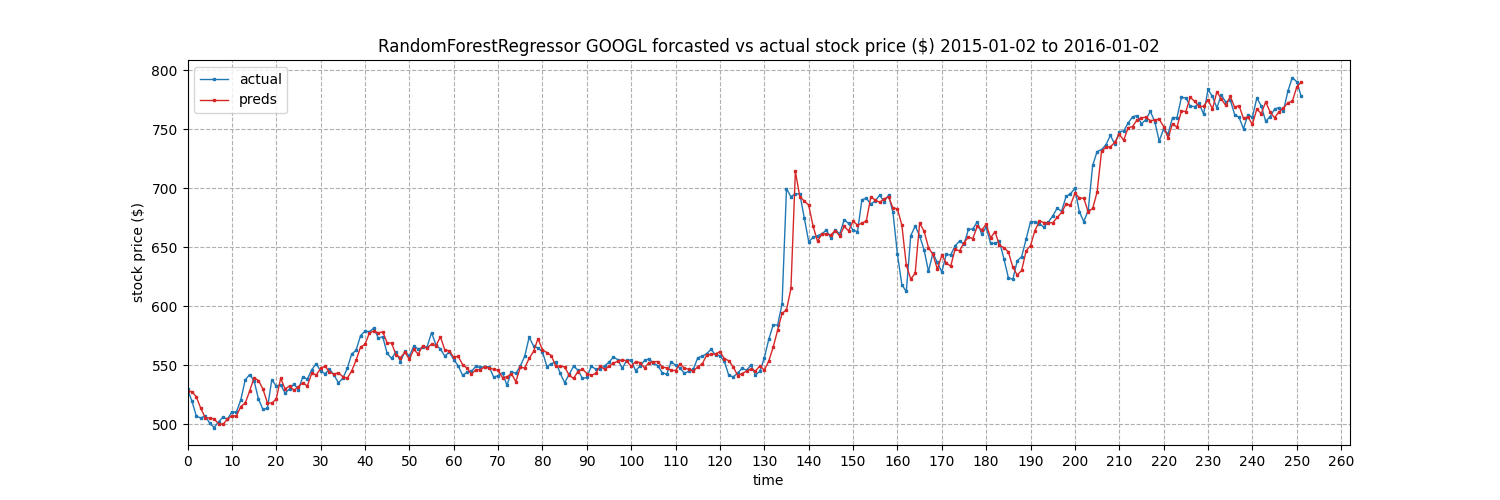 RandomForestRegressor GOOGL forcasted vs actual stock price ($) 2015-01-02 to 2016-01-02
actual
preds
800
750
700
650
600
550
500
stock price ($)
0 10 20 30 40 50 60 70 80 90 100 110 120 130 140 150 160 170 180 190 200 210 220 230 240 250 260
time